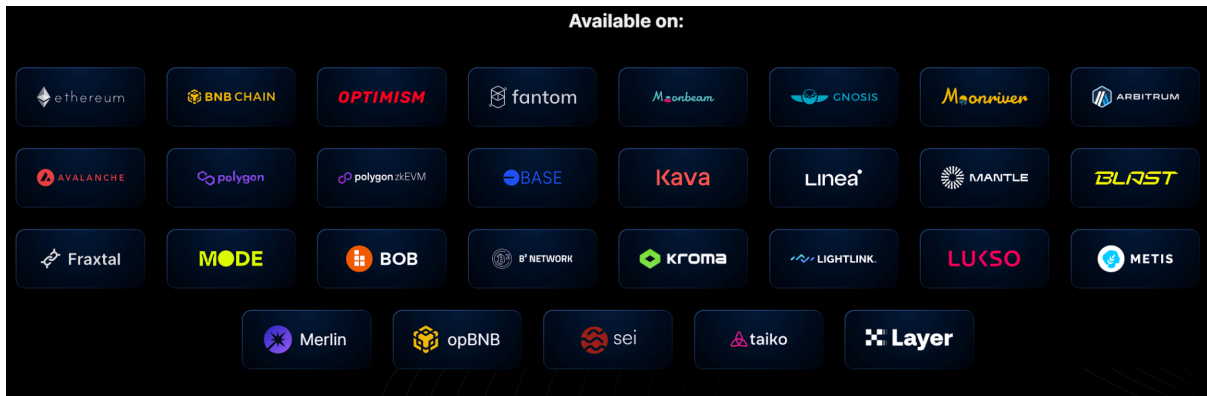 Available on:
ethereum
BNB CHAIN
OPTIMISM
fantom
Moonbeam
GNOSIS
Moonriver
ARBITRUM
AVALANCHE
polygon
polygon zkEVM
BASE
Kava
Linea
MANTLE
BLAST
Fraxtal
MODE
BOB
B² NETWORK
kroma
LIGHTLINK.
LUKSO
METIS
Merlin
opBNB
sei
taiko
X Layer